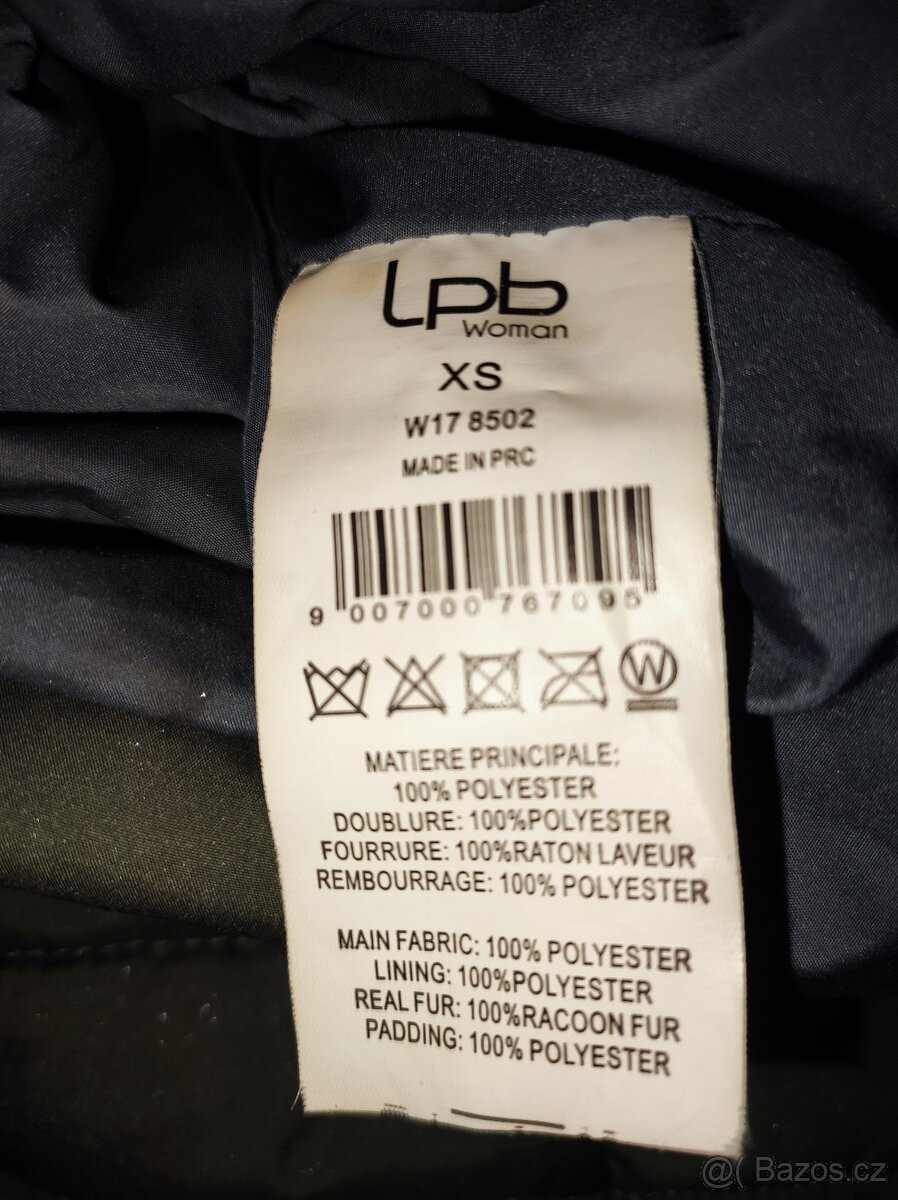 lpb
Woman
XS
W17 8502
MADE IN PRC
9 007000 767095
W
MATIERE PRINCIPALE:
100% POLYESTER
DOUBLURE: 100%POLYESTER
FOURRURE: 100%RATON LAVEUR
REMBOURRAGE: 100% POLYESTER
MAIN FABRIC: 100% POLYESTER
LINING: 100%POLYESTER
REAL FUR: 100%RACOON FUR
PADDING: 100% POLYESTER
@( Bazos.cz